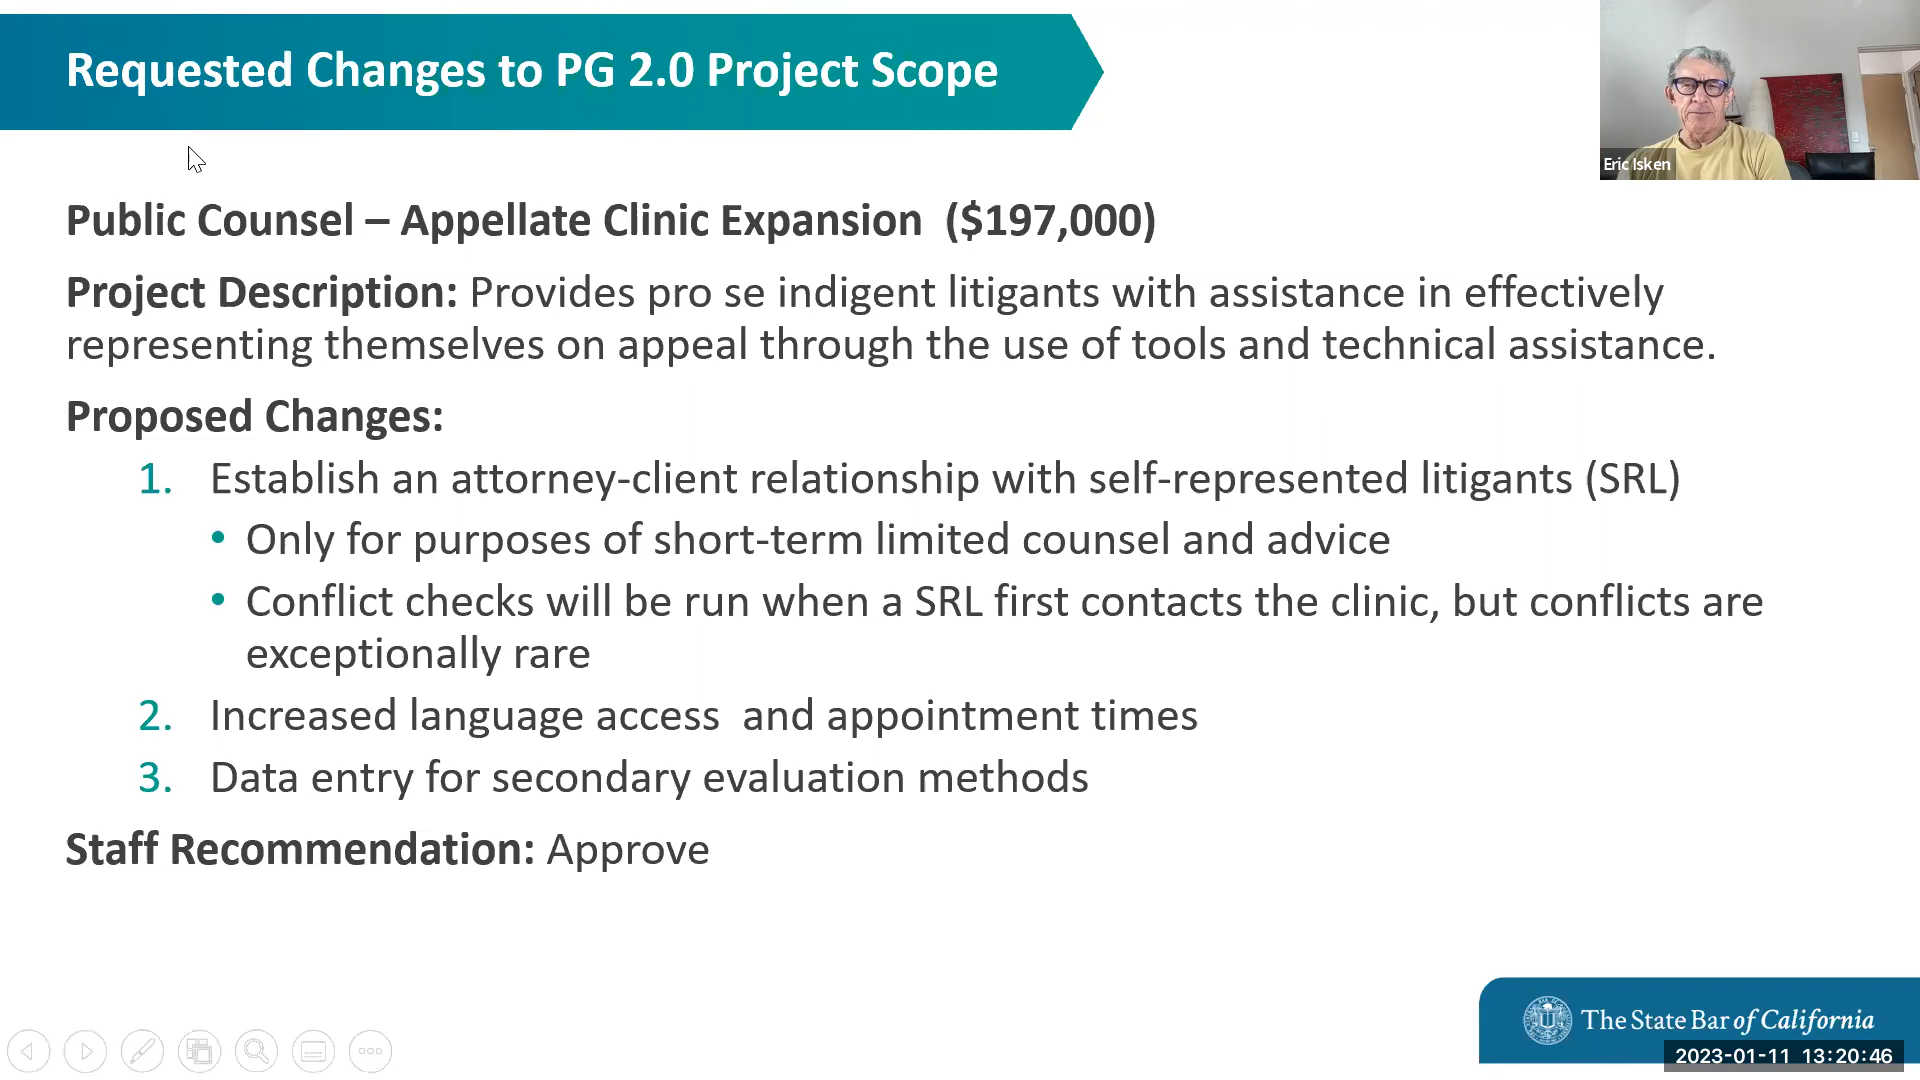 Requested Changes to PG 2.0 Project Scope
Eric Isken
Public Counsel – Appellate Clinic Expansion ($197,000)
Project Description: Provides pro se indigent litigants with assistance in effectively
representing themselves on appeal through the use of tools and technical assistance.
Proposed Changes:
1. Establish an attorney-client relationship with self-represented litigants (SRL)
• Only for purposes of short-term limited counsel and advice
• Conflict checks will be run when a SRL first contacts the clinic, but conflicts are
exceptionally rare
2. Increased language access and appointment times
3. Data entry for secondary evaluation methods
Staff Recommendation: Approve
The State Bar of California
2023-01-11 13:20:46